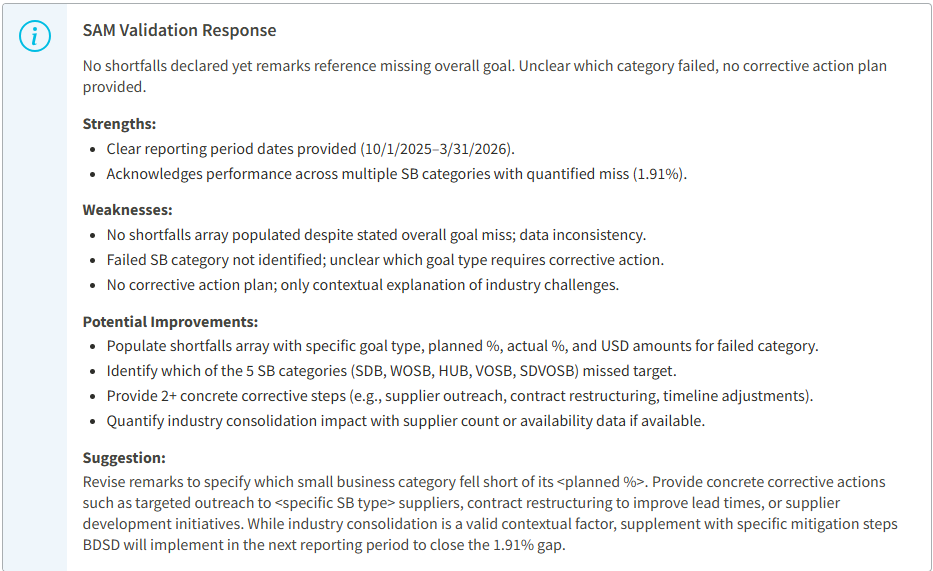 SAM Validation Response
No shortfalls declared yet remarks reference missing overall goal. Unclear which category failed, no corrective action plan
provided.
Strengths:
• Clear reporting period dates provided (10/1/2025–3/31/2026).
• Acknowledges performance across multiple SB categories with quantified miss (1.91%).
Weaknesses:
• No shortfalls array populated despite stated overall goal miss; data inconsistency.
• Failed SB category not identified; unclear which goal type requires corrective action.
• No corrective action plan; only contextual explanation of industry challenges.
Potential Improvements:
• Populate shortfalls array with specific goal type, planned %, actual %, and USD amounts for failed category.
• Identify which of the 5 SB categories (SDB, WOSB, HUB, VOSB, SDVOSB) missed target.
• Provide 2+ concrete corrective steps (e.g., supplier outreach, contract restructuring, timeline adjustments).
• Quantify industry consolidation impact with supplier count or availability data if available.
Suggestion:
Revise remarks to specify which small business category fell short of its <planned %>. Provide concrete corrective actions
such as targeted outreach to <specific SB type> suppliers, contract restructuring to improve lead times, or supplier
development initiatives. While industry consolidation is a valid contextual factor, supplement with specific mitigation steps
BDSD will implement in the next reporting period to close the 1.91% gap.